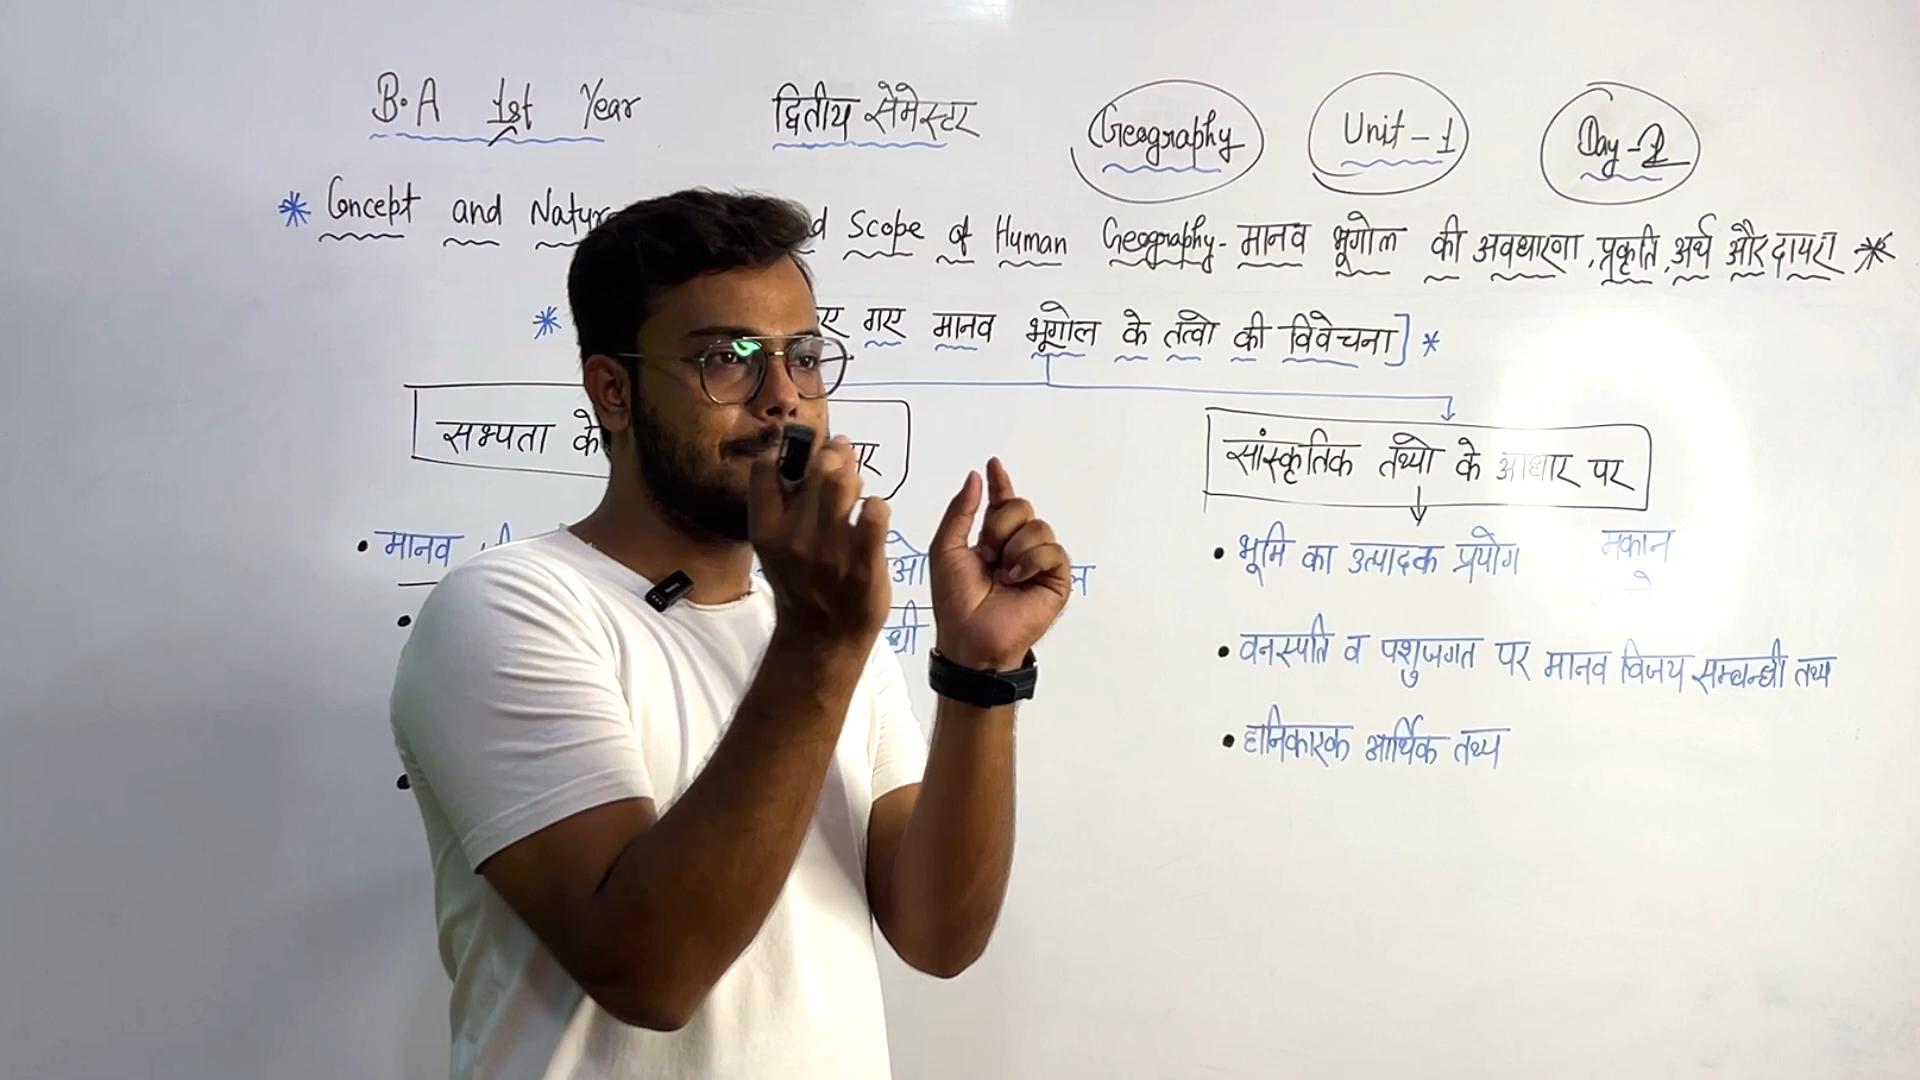 B.A 1st Year द्वितीय सेमेस्टर Geography Unit-1 Day-2
* Concept and Nature Scope of Human Geography- मानव भूगोल की अवधारणा, प्रकृति, अर्थ और दायरा *
* गए मानव भूगोल के तत्वो की विवेचना] *
सभ्यता के पर
सांस्कृतिक तथ्यो के आधार पर
• मानव
• भूमि का उत्पादक प्रयोग मकान
• वनस्पति व पशुजगत पर मानव विजय सम्बन्धी तथ्य
• हानिकारक आर्थिक तथ्य